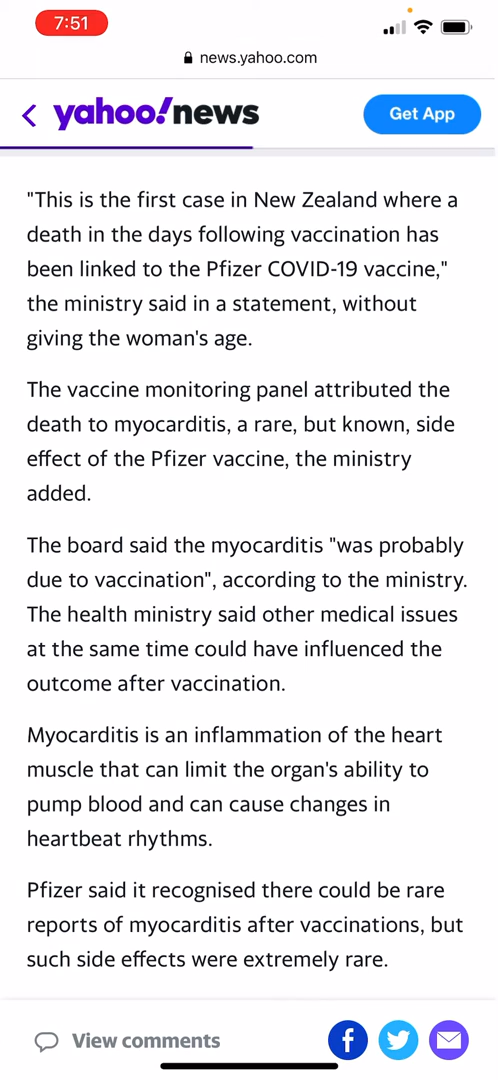 7:51
news.yahoo.com
yahoo!news
Get App
"This is the first case in New Zealand where a
death in the days following vaccination has
been linked to the Pfizer COVID-19 vaccine,"
the ministry said in a statement, without
giving the woman's age.
The vaccine monitoring panel attributed the
death to myocarditis, a rare, but known, side
effect of the Pfizer vaccine, the ministry
added.
The board said the myocarditis "was probably
due to vaccination", according to the ministry.
The health ministry said other medical issues
at the same time could have influenced the
outcome after vaccination.
Myocarditis is an inflammation of the heart
muscle that can limit the organ's ability to
pump blood and can cause changes in
heartbeat rhythms.
Pfizer said it recognised there could be rare
reports of myocarditis after vaccinations, but
such side effects were extremely rare.
View comments